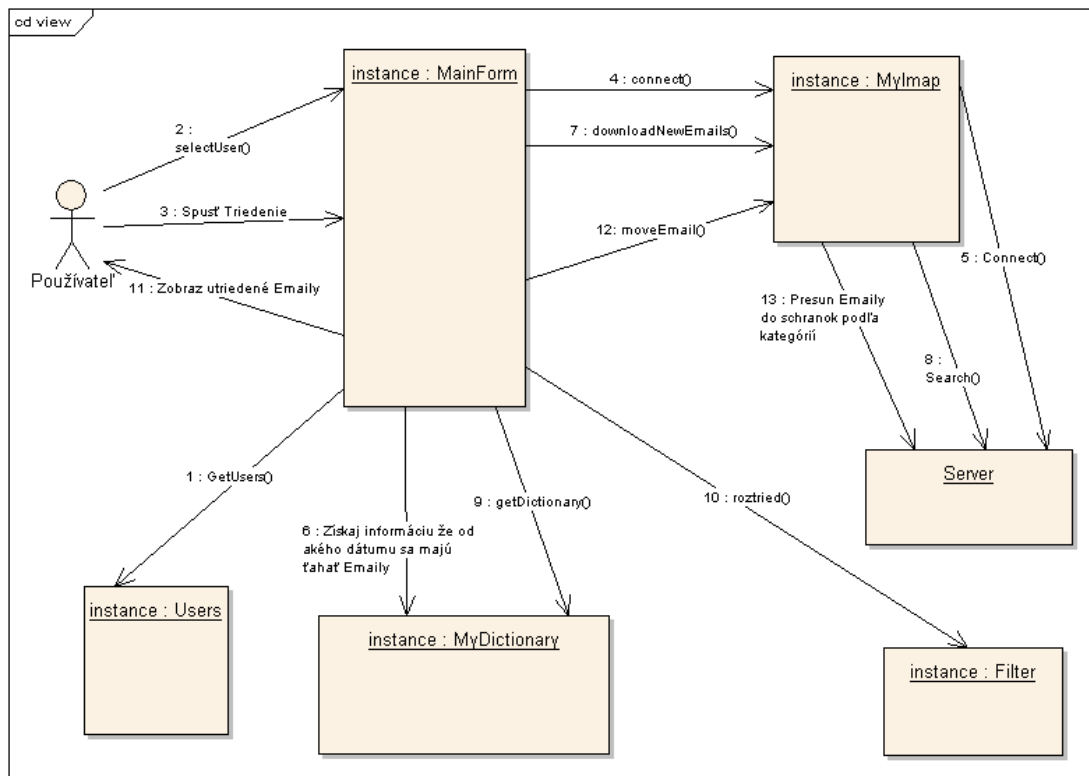 cd view
instance : MainForm
instance : MyImap
4 : connect()
7 : downloadNewEmails()
2 :
selectUser()
3 : Spusť Triedenie
12: moveEmail()
Používateľ
11 : Zobraz utriedené Emaily
5 : Connect()
13 : Presun Emaily
do schranok podľa
kategórií
8 :
Search()
1 : GetUsers()
Server
9 : getDictionary()
10 : roztried()
6 : Získaj informáciu že od
akého dátumu sa majú
ťahať Emaily
instance : Users
instance : MyDictionary
instance : Filter